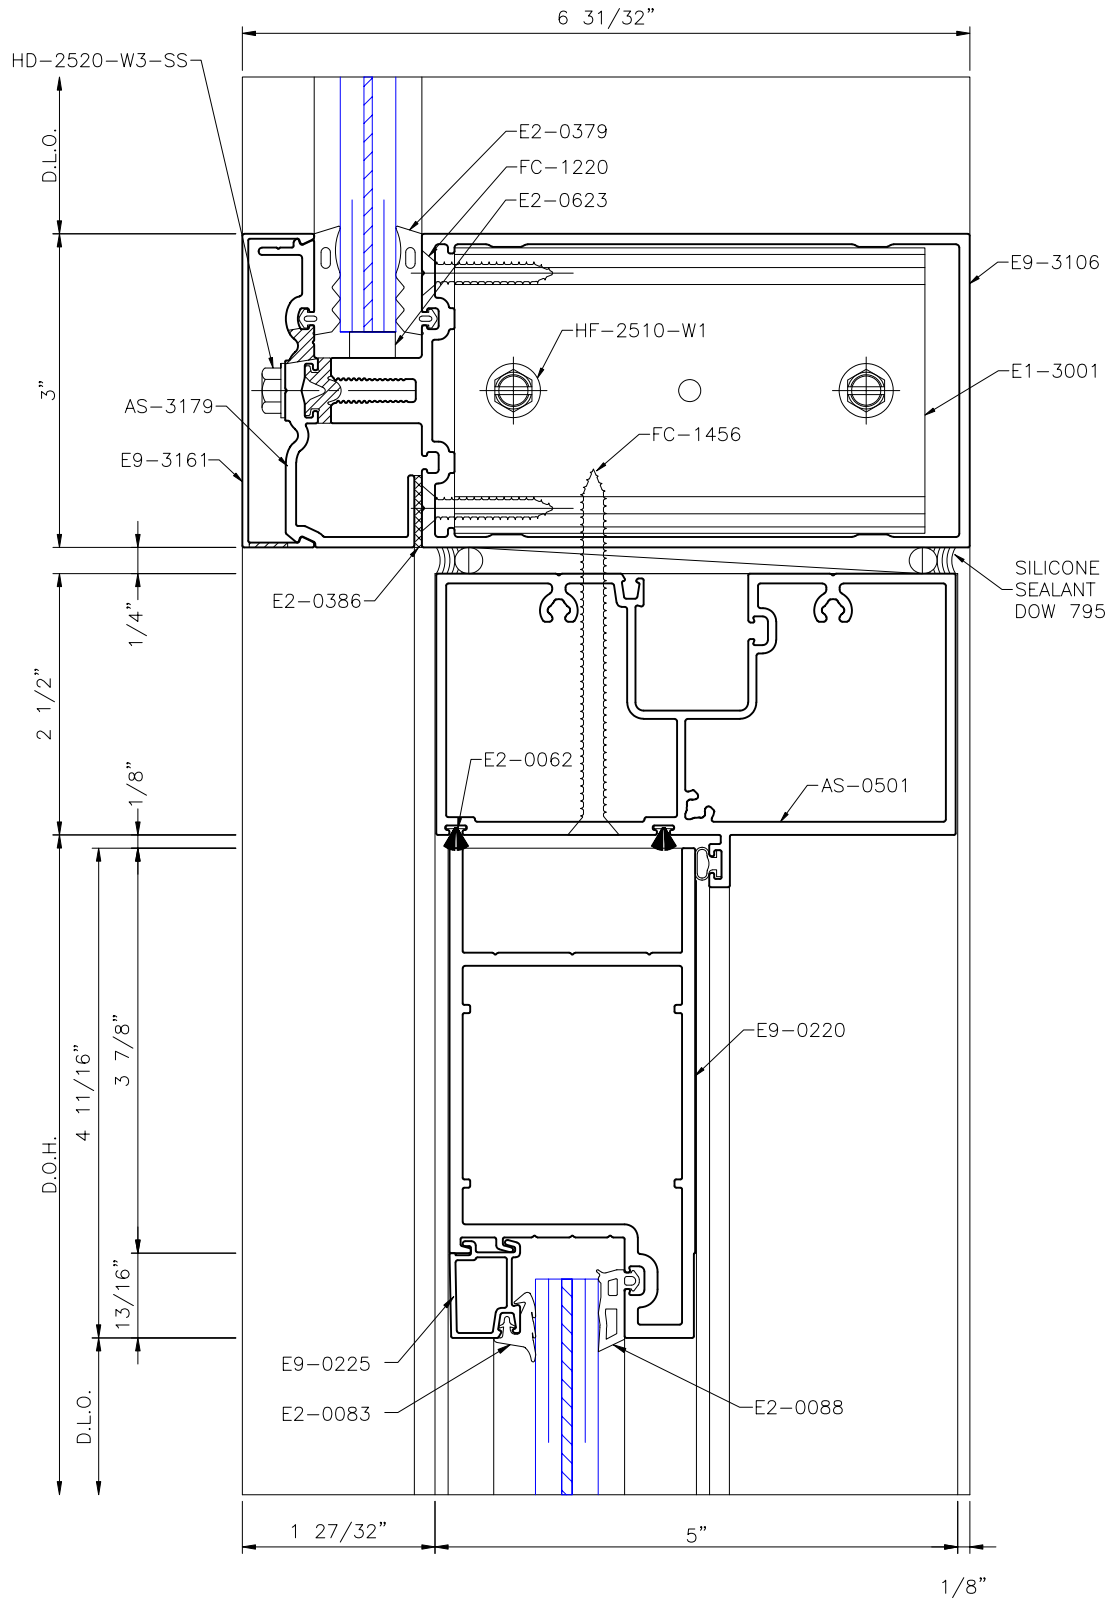 6 31/32"
HD-2520-W3-SS
E2-0379
FC-1220
E2-0623
D.L.O.
E9-3106
HF-2510-W1
E1-3001
3"
AS-3179
FC-1456
E9-3161
SILICONE
SEALANT
DOW 795
E2-0386
1/4"
2 1/2"
E2-0062
AS-0501
1/8"
E9-0220
3 7/8"
4 11/16"
D.O.H.
13/16"
E9-0225
E2-0083
E2-0088
D.L.O.
1 27/32"
5"
1/8"